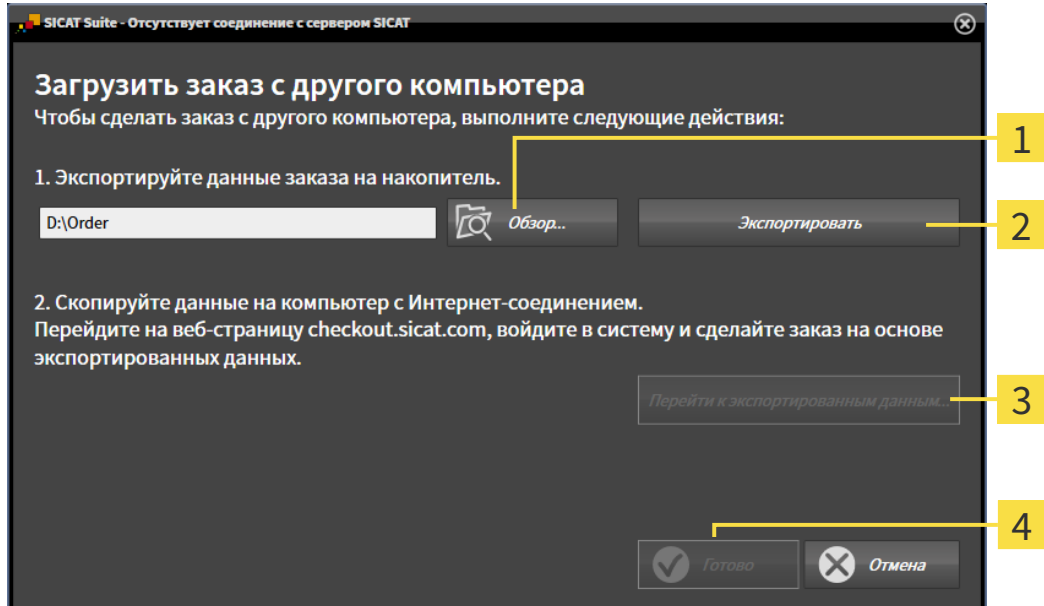 SICAT Suite - Отсутствует соединение с сервером SICAT
Загрузить заказ с другого компьютера
Чтобы сделать заказ с другого компьютера, выполните следующие действия:
1
1. Экспортируйте данные заказа на накопитель.
D:\Order
Обзор...
Экспортировать
2
2. Скопируйте данные на компьютер с Интернет-соединением.
Перейдите на веб-страницу checkout.sicat.com, войдите в систему и сделайте заказ на основе
экспортированных данных.
Перейти к экспортированным данным...
3
4
Готово
Отмена